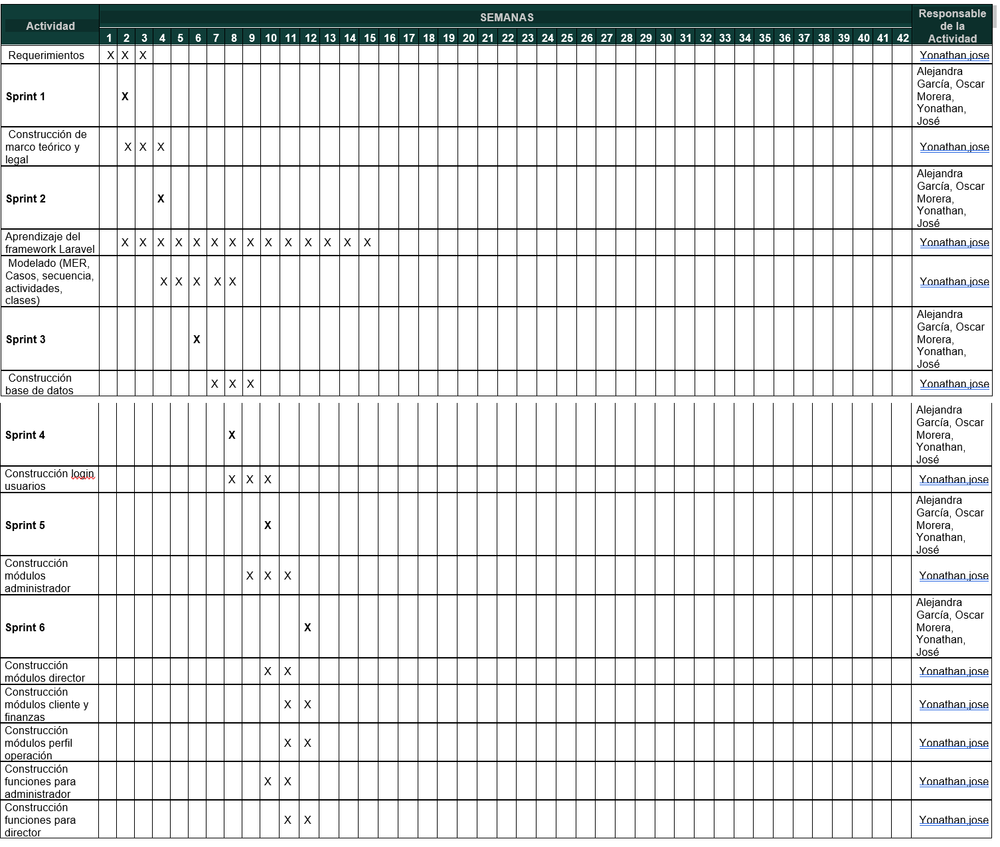 Actividad
SEMANAS
Responsable
de la
Actividad
1 2 3 4 5 6 7 8 9 10 11 12 13 14 15 16 17 18 19 20 21 22 23 24 25 26 27 28 29 30 31 32 33 34 35 36 37 38 39 40 41 42
Requerimientos X X X Yonathan,jose
Sprint 1 X
Alejandra
García, Oscar
Morera,
Yonathan,
José
Construcción de
marco teórico y
legal
X X X Yonathan,jose
Sprint 2 X
Alejandra
García, Oscar
Morera,
Yonathan,
José
Aprendizaje del
framework Laravel
X X X X X X X X X X X X X X Yonathan,jose
Modelado (MER,
Casos, secuencia,
actividades,
clases)
X X X X X Yonathan,jose
Sprint 3 X
Alejandra
García, Oscar
Morera,
Yonathan,
José
Construcción
base de datos
X X X Yonathan,jose
Sprint 4 X
Alejandra
García, Oscar
Morera,
Yonathan,
José
Construcción login
usuarios
X X X Yonathan,jose
Sprint 5 X
Alejandra
García, Oscar
Morera,
Yonathan,
José
Construcción
módulos
administrador
X X X Yonathan,jose
Sprint 6 X
Alejandra
García, Oscar
Morera,
Yonathan,
José
Construcción
módulos director
X X Yonathan,jose
Construcción
módulos cliente y
finanzas
X X Yonathan,jose
Construcción
módulos perfil
operación
X X Yonathan,jose
Construcción
funciones para
administrador
X X Yonathan,jose
Construcción
funciones para
director
X X Yonathan,jose